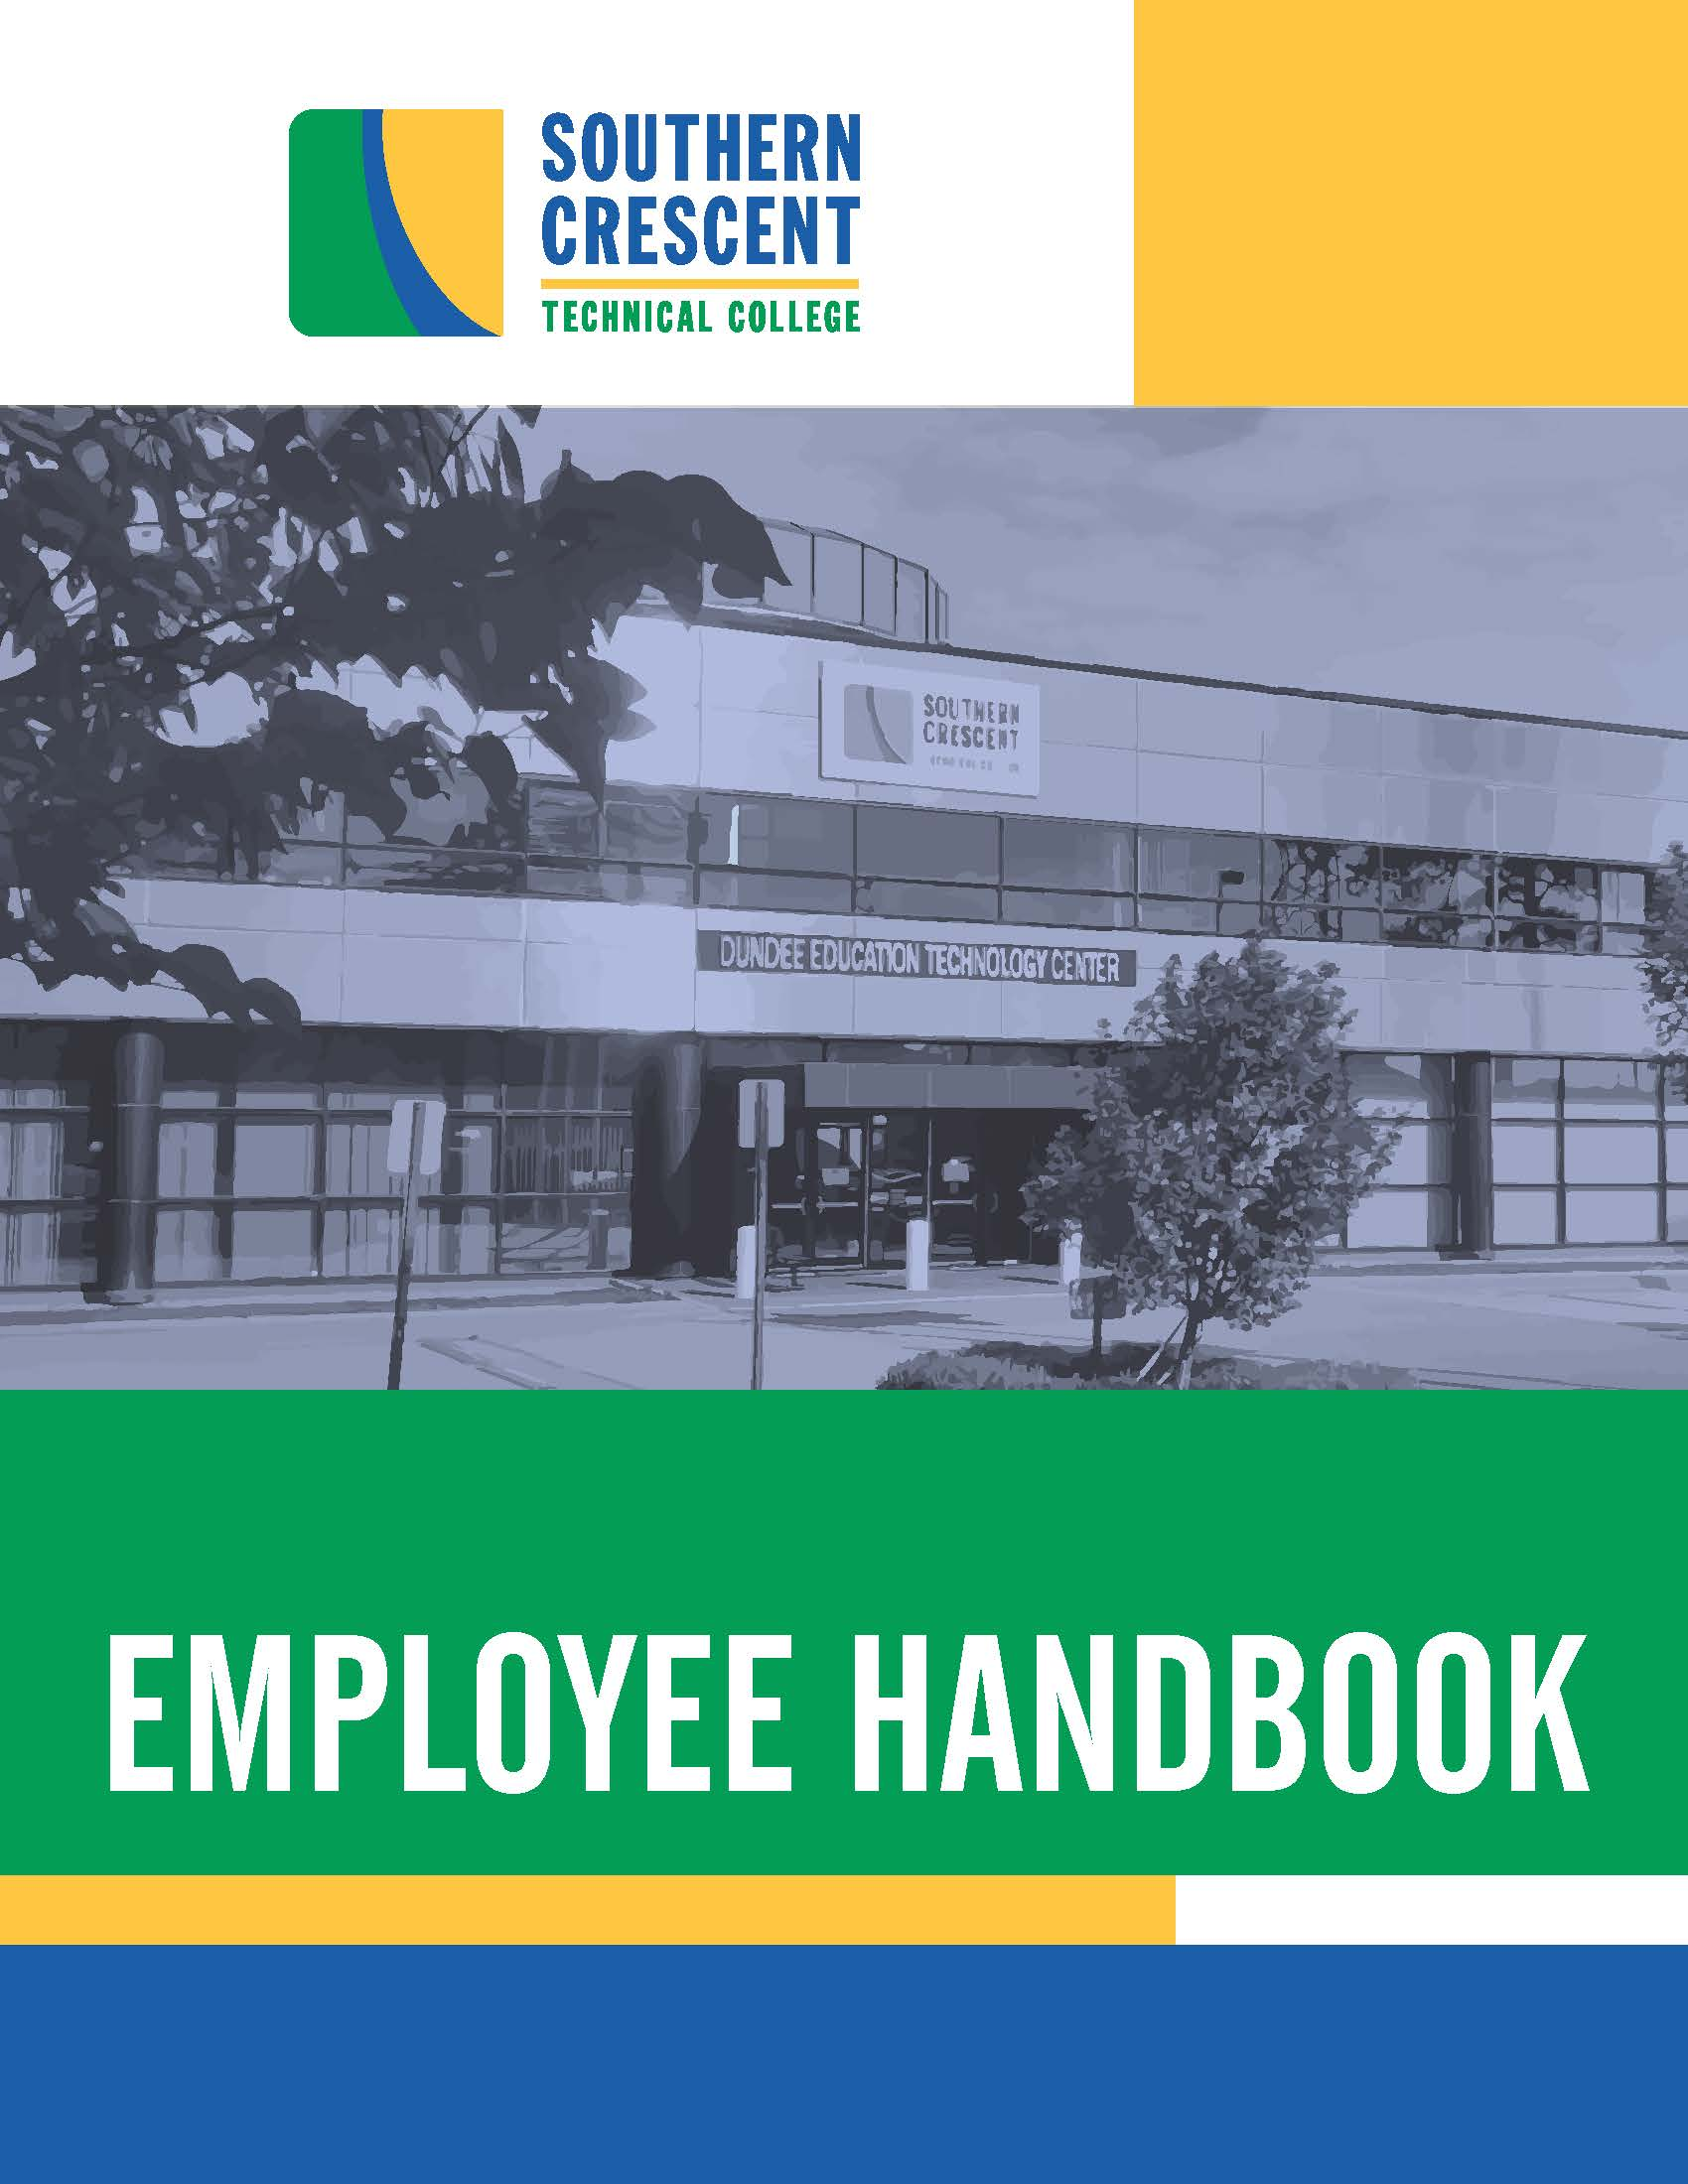 SOUTHERN
CRESCENT
TECHNICAL COLLEGE
SOUTHERN
CRESCENT
DUNDEE EDUCATION TECHNOLOGY CENTER
EMPLOYEE HANDBOOK